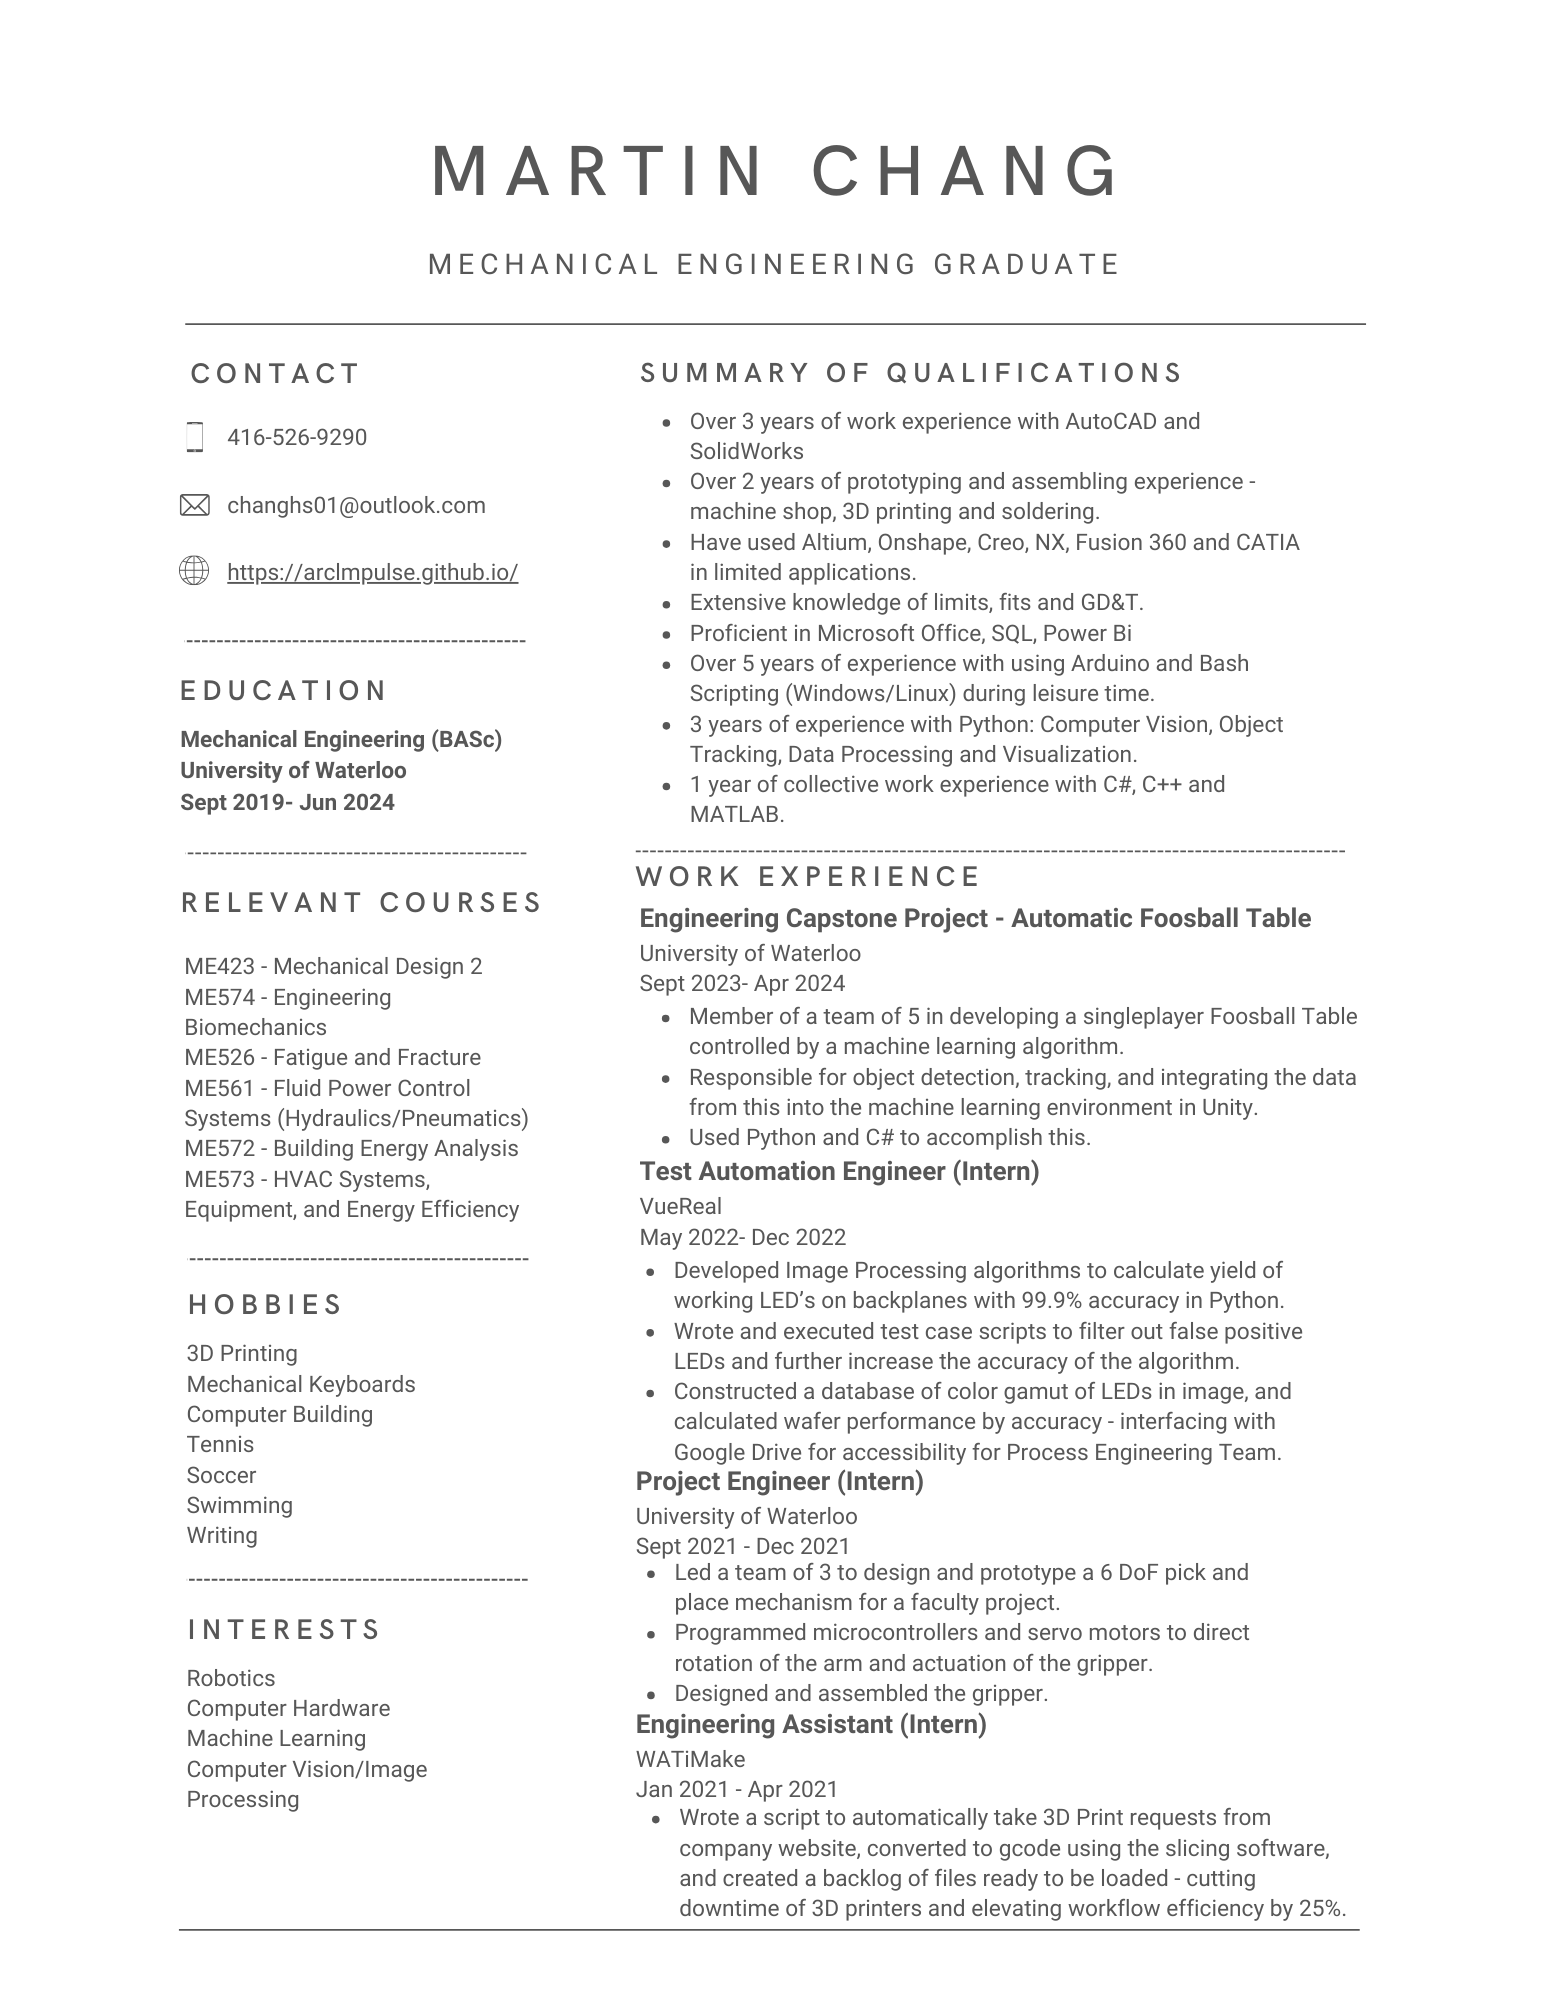 MARTIN CHANG
MECHANICAL ENGINEERING GRADUATE
CONTACT
416-526-9290
changhs01@outlook.com
https://arclmpulse.github.io/
EDUCATION
Mechanical Engineering (BASc)
University of Waterloo
Sept 2019- Jun 2024
RELEVANT COURSES
ME423 - Mechanical Design 2
ME574 - Engineering
Biomechanics
ME526 - Fatigue and Fracture
ME561 - Fluid Power Control
Systems (Hydraulics/Pneumatics)
ME572 - Building Energy Analysis
ME573 - HVAC Systems,
Equipment, and Energy Efficiency
HOBBIES
3D Printing
Mechanical Keyboards
Computer Building
Tennis
Soccer
Swimming
Writing
INTERESTS
Robotics
Computer Hardware
Machine Learning
Computer Vision/Image
Processing
SUMMARY OF QUALIFICATIONS
• Over 3 years of work experience with AutoCAD and
SolidWorks
• Over 2 years of prototyping and assembling experience -
machine shop, 3D printing and soldering.
• Have used Altium, Onshape, Creo, NX, Fusion 360 and CATIA
in limited applications.
• Extensive knowledge of limits, fits and GD&T.
• Proficient in Microsoft Office, SQL, Power Bi
• Over 5 years of experience with using Arduino and Bash
Scripting (Windows/Linux) during leisure time.
• 3 years of experience with Python: Computer Vision, Object
Tracking, Data Processing and Visualization.
• 1 year of collective work experience with C#, C++ and
MATLAB.
WORK EXPERIENCE
Engineering Capstone Project - Automatic Foosball Table
University of Waterloo
Sept 2023- Apr 2024
• Member of a team of 5 in developing a singleplayer Foosball Table
controlled by a machine learning algorithm.
• Responsible for object detection, tracking, and integrating the data
from this into the machine learning environment in Unity.
• Used Python and C# to accomplish this.
Test Automation Engineer (Intern)
VueReal
May 2022- Dec 2022
• Developed Image Processing algorithms to calculate yield of
working LED’s on backplanes with 99.9% accuracy in Python.
• Wrote and executed test case scripts to filter out false positive
LEDs and further increase the accuracy of the algorithm.
• Constructed a database of color gamut of LEDs in image, and
calculated wafer performance by accuracy - interfacing with
Google Drive for accessibility for Process Engineering Team.
Project Engineer (Intern)
University of Waterloo
Sept 2021 - Dec 2021
• Led a team of 3 to design and prototype a 6 DoF pick and
place mechanism for a faculty project.
• Programmed microcontrollers and servo motors to direct
rotation of the arm and actuation of the gripper.
• Designed and assembled the gripper.
Engineering Assistant (Intern)
WATiMake
Jan 2021 - Apr 2021
• Wrote a script to automatically take 3D Print requests from
company website, converted to gcode using the slicing software,
and created a backlog of files ready to be loaded - cutting
downtime of 3D printers and elevating workflow efficiency by 25%.